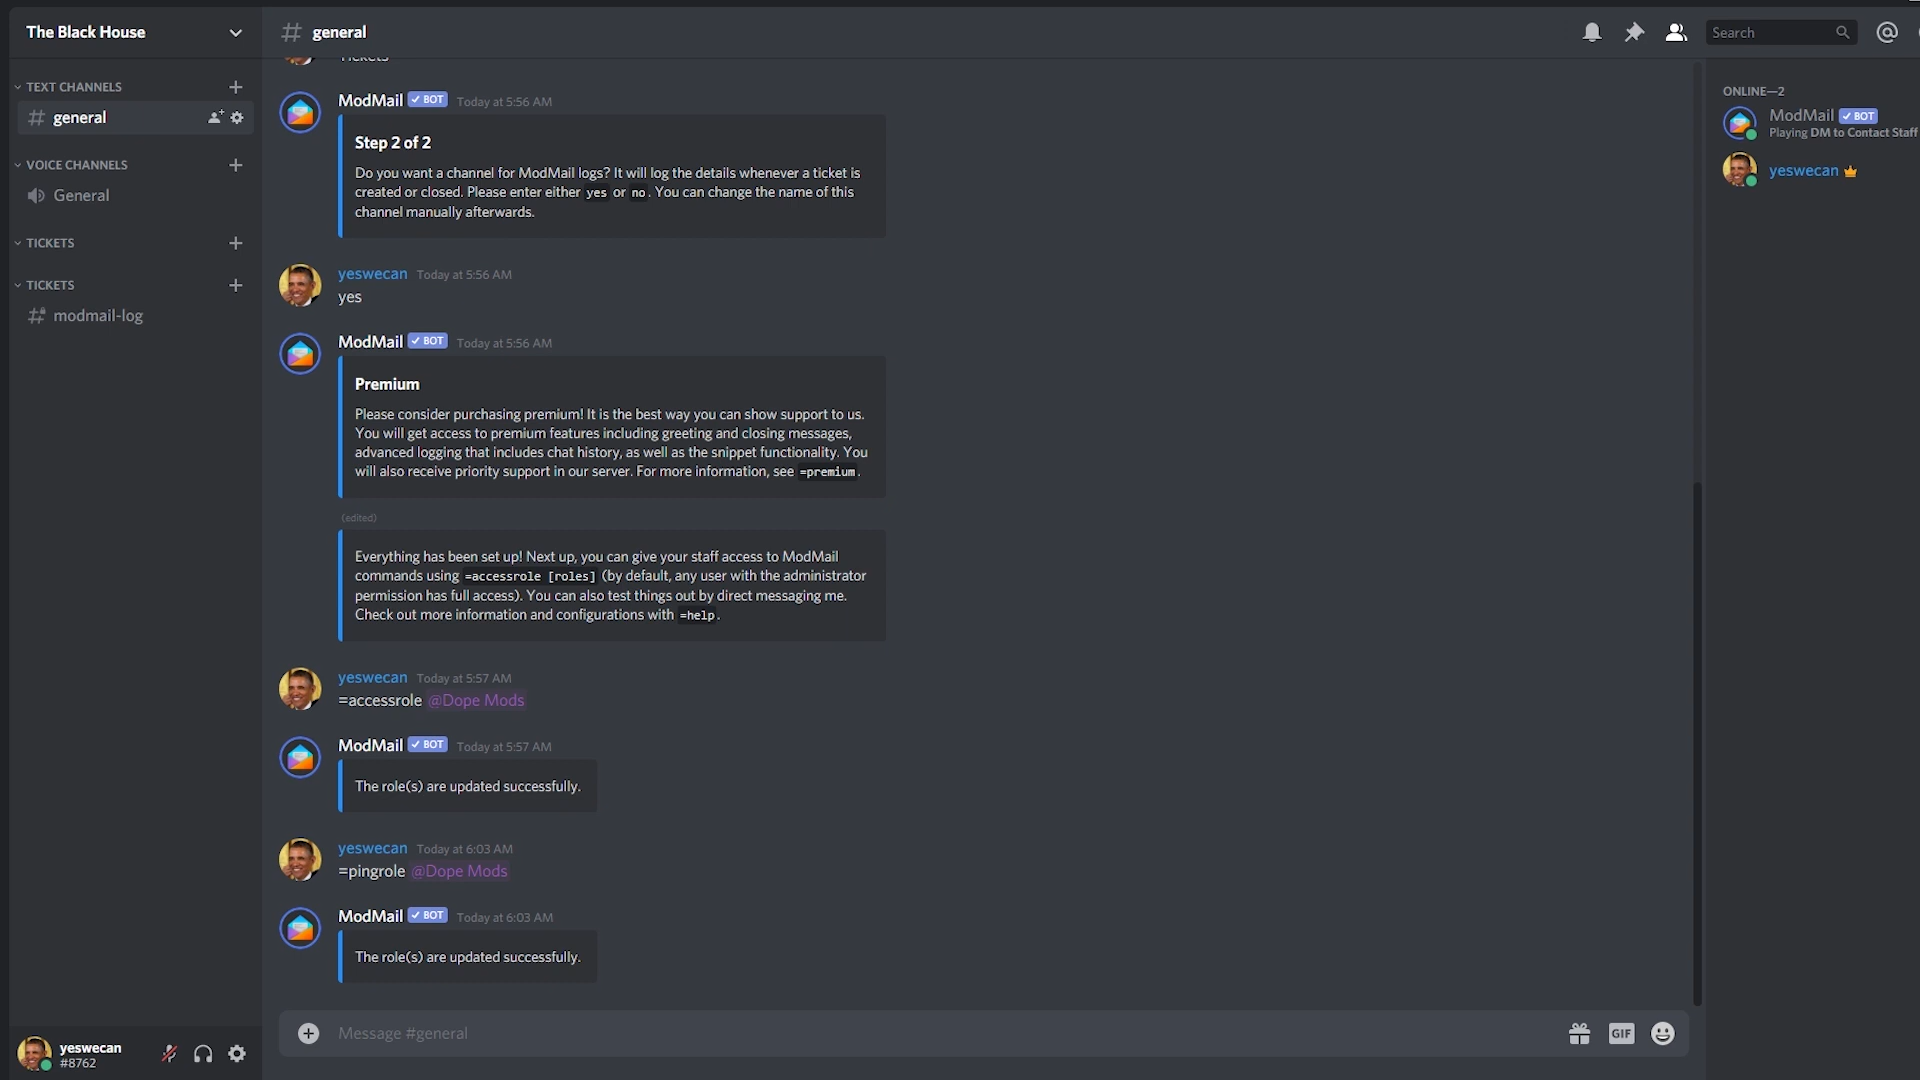 The Black House
general
Search
TEXT CHANNELS
general
VOICE CHANNELS
General
TICKETS
TICKETS
modmail-log
Tickets
ModMail BOT Today at 5:56 AM
Step 2 of 2
Do you want a channel for ModMail logs? It will log the details whenever a ticket is
created or closed. Please enter either yes or no. You can change the name of this
channel manually afterwards.
yeswecan Today at 5:56 AM
yes
ModMail BOT Today at 5:56 AM
Premium
Please consider purchasing premium! It is the best way you can show support to us.
You will get access to premium features including greeting and closing messages,
advanced logging that includes chat history, as well as the snippet functionality. You
will also receive priority support in our server. For more information, see =premium.
(edited)
Everything has been set up! Next up, you can give your staff access to ModMail
commands using =accessrole [roles] (by default, any user with the administrator
permission has full access). You can also test things out by direct messaging me.
Check out more information and configurations with =help.
yeswecan Today at 5:57 AM
=accessrole @Dope Mods
ModMail BOT Today at 5:57 AM
The role(s) are updated successfully.
yeswecan Today at 6:03 AM
=pingrole @Dope Mods
ModMail BOT Today at 6:03 AM
The role(s) are updated successfully.
Message #general
GIF
ONLINE—2
ModMail BOT
Playing DM to Contact Staff
yeswecan
yeswecan
#8762